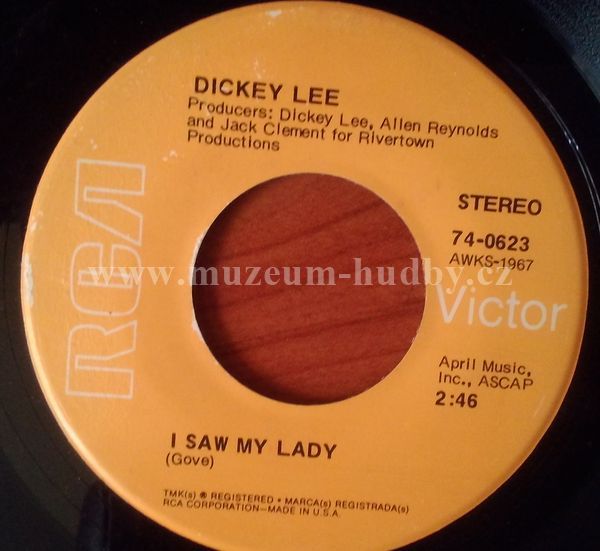 DICKEY LEE
Producers: Dickey Lee, Allen Reynolds
and Jack Clement for Rivertown
Productions
RCA
STEREO
74-0623
AWKS-1967
www.muzeum-hudby.cz
Victor
April Music,
Inc., ASCAP
2:46
I SAW MY LADY
(Gove)
TMK(s) ® REGISTERED • MARCA(s) REGISTRADA(s)
RCA CORPORATION—MADE IN U.S.A.